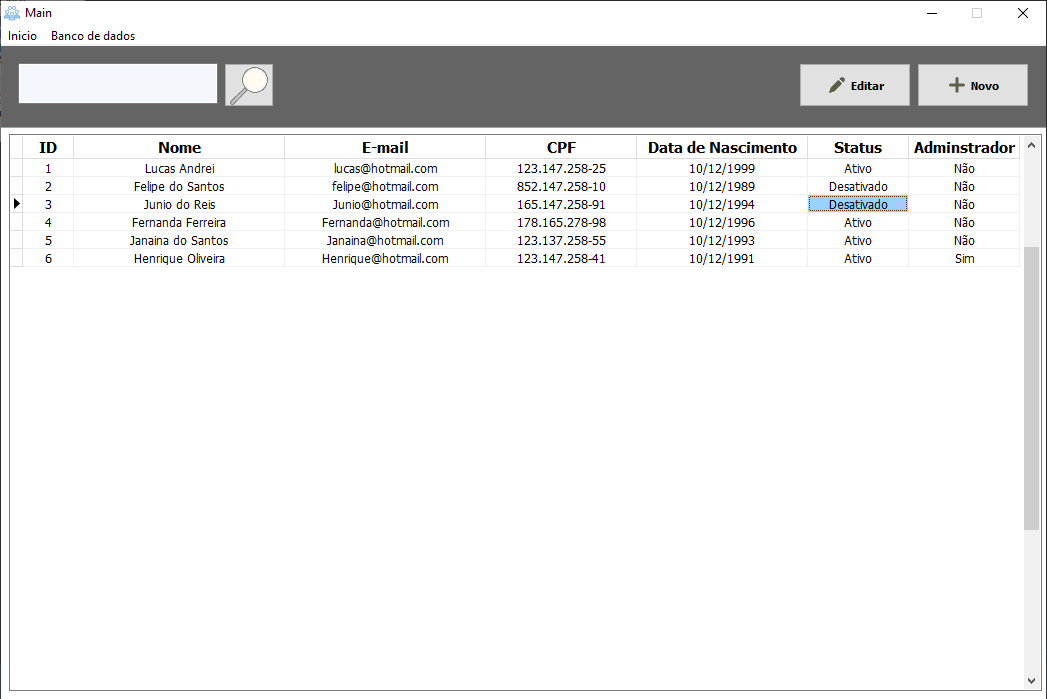 Main
Inicio Banco de dados
Editar Novo
ID Nome E-mail CPF Data de Nascimento Status Adminstrador
1 Lucas Andrei lucas@hotmail.com 123.147.258-25 10/12/1999 Ativo Não
2 Felipe do Santos felipe@hotmail.com 852.147.258-10 10/12/1989 Desativado Não
3 Junio do Reis Junio@hotmail.com 165.147.258-91 10/12/1994 Desativado Não
4 Fernanda Ferreira Fernanda@hotmail.com 178.165.278-98 10/12/1996 Ativo Não
5 Janaina do Santos Janaina@hotmail.com 123.137.258-55 10/12/1993 Ativo Não
6 Henrique Oliveira Henrique@hotmail.com 123.147.258-41 10/12/1991 Ativo Sim